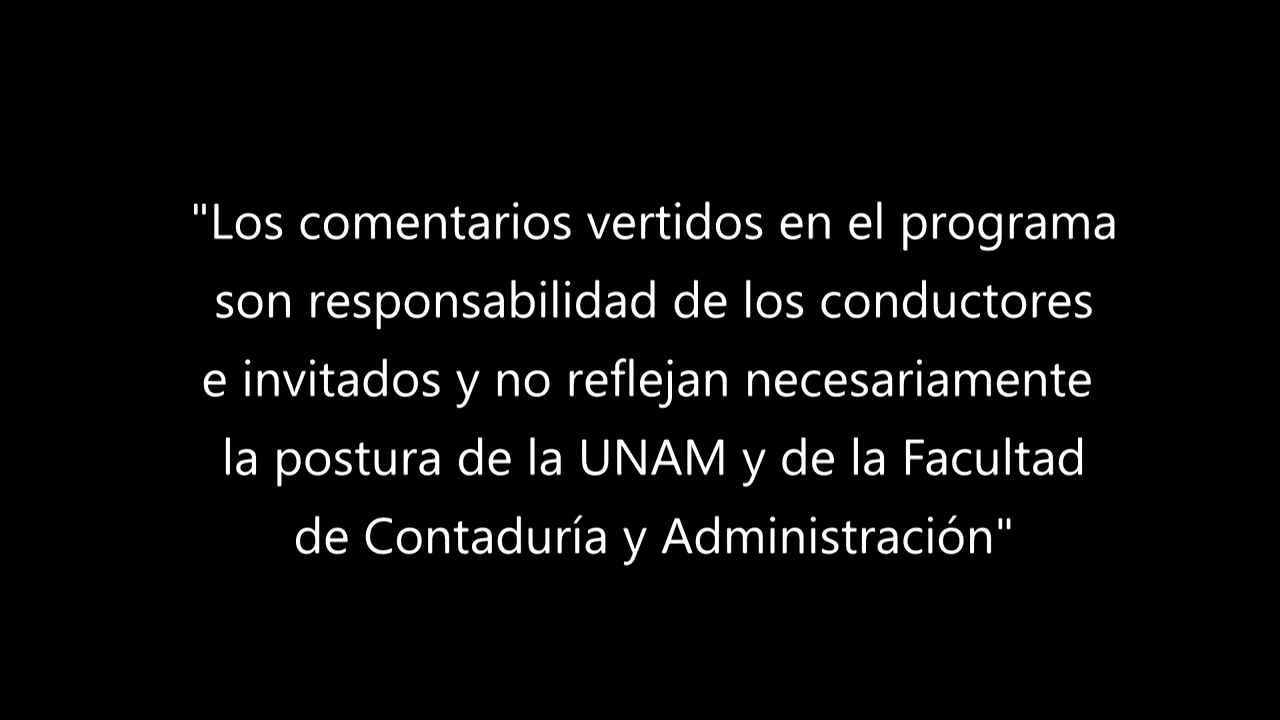 "Los comentarios vertidos en el programa
son responsabilidad de los conductores
e invitados y no reflejan necesariamente
la postura de la UNAM y de la Facultad
de Contaduría y Administración"